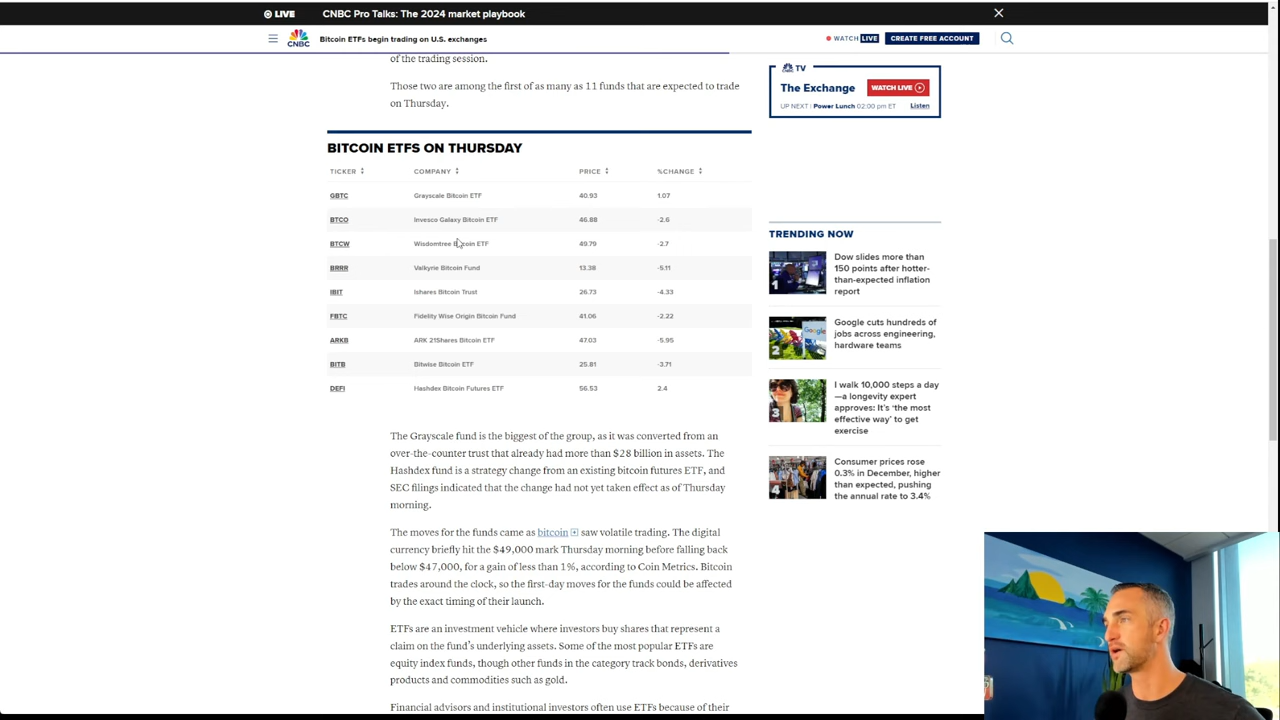 LIVE
CNBC Pro Talks: The 2024 market playbook
CNBC
Bitcoin ETFs begin trading on U.S. exchanges
WATCH LIVE
CREATE FREE ACCOUNT
of the trading session.
Those two are among the first of as many as 11 funds that are expected to trade
on Thursday.
BITCOIN ETFS ON THURSDAY
TICKER COMPANY PRICE %CHANGE
GBTC Grayscale Bitcoin ETF 40.93 1.07
BTCO Invesco Galaxy Bitcoin ETF 46.88 -2.6
BTCW Wisdomtree Bitcoin ETF 49.79 -2.7
BRRR Valkyrie Bitcoin Fund 13.38 -5.11
IBIT Ishares Bitcoin Trust 26.73 -4.33
FBTC Fidelity Wise Origin Bitcoin Fund 41.06 -2.22
ARKB ARK 21Shares Bitcoin ETF 47.03 -5.95
BITB Bitwise Bitcoin ETF 25.81 -3.71
DEFI Hashdex Bitcoin Futures ETF 56.53 2.4
The Grayscale fund is the biggest of the group, as it was converted from an
over-the-counter trust that already had more than $28 billion in assets. The
Hashdex fund is a strategy change from an existing bitcoin futures ETF, and
SEC filings indicated that the change had not yet taken effect as of Thursday
morning.
The moves for the funds came as bitcoin saw volatile trading. The digital
currency briefly hit the $49,000 mark Thursday morning before falling back
below $47,000, for a gain of less than 1%, according to Coin Metrics. Bitcoin
trades around the clock, so the first-day moves for the funds could be affected
by the exact timing of their launch.
ETFs are an investment vehicle where investors buy shares that represent a
claim on the fund's underlying assets. Some of the most popular ETFs are
equity index funds, though other funds in the category track bonds, derivatives
products and commodities such as gold.
Financial advisors and institutional investors often use ETFs because of their
TV
The Exchange
WATCH LIVE
UP NEXT | Power Lunch 02:00 pm ET
Listen
TRENDING NOW
1
Dow slides more than
150 points after hotter-
than-expected inflation
report
2
Google
Google cuts hundreds of
jobs across engineering,
hardware teams
3
I walk 10,000 steps a day
—a longevity expert
approves: It's 'the most
effective way' to get
exercise
4
Consumer prices rose
0.3% in December, higher
than expected, pushing
the annual rate to 3.4%